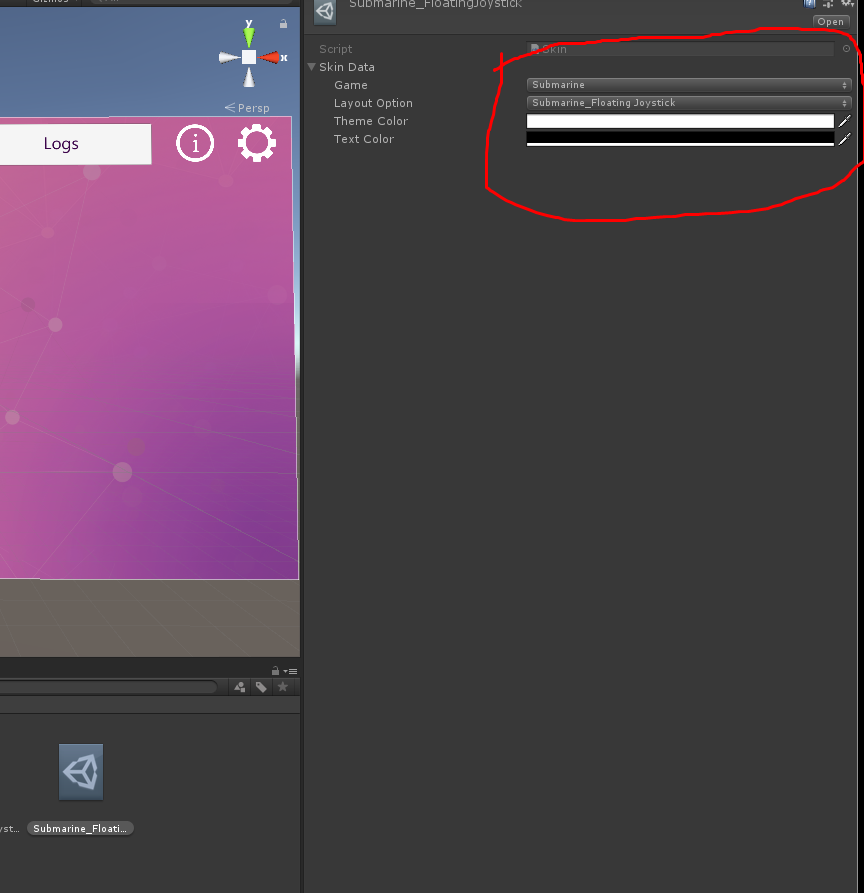 Submarine_FloatingJoystick
Open
Script
Skin
Skin Data
Game
Submarine
Layout Option
Submarine_Floating Joystick
Theme Color
Text Color
y
x
Persp
Logs
i
yst...
Submarine_Floati...